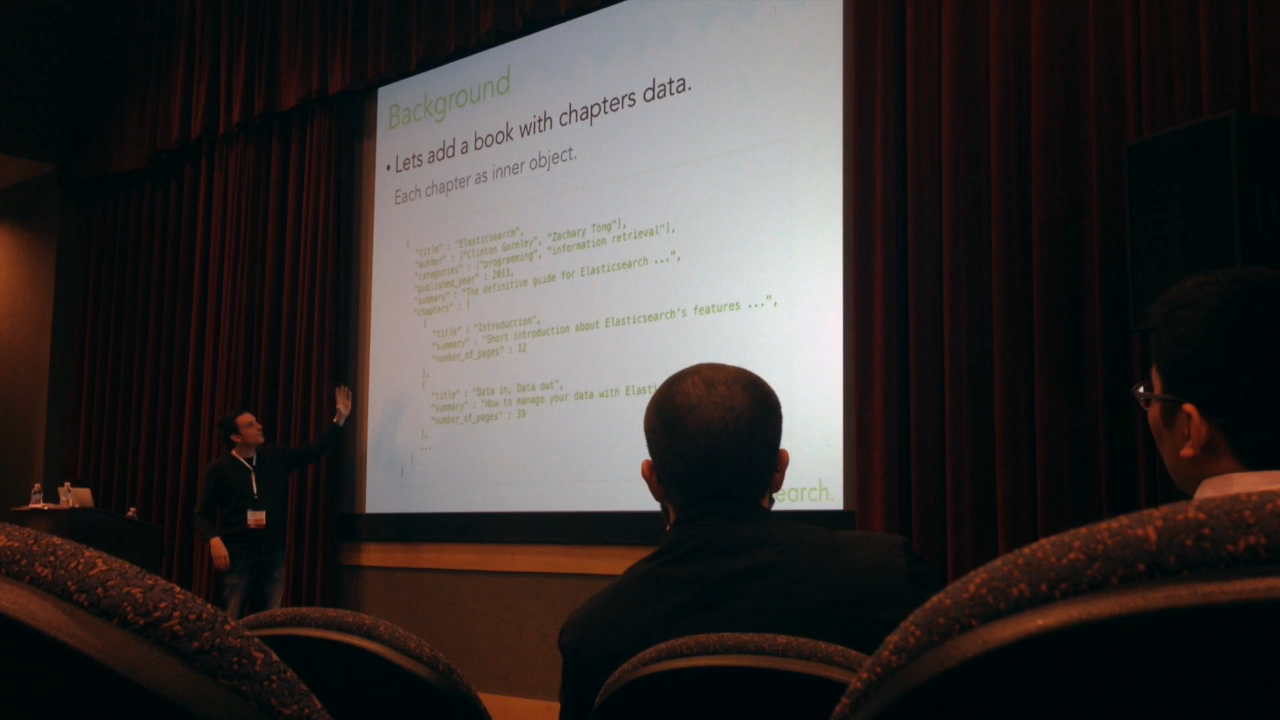 Background
• Lets add a book with chapters data.
Each chapter as inner object.
{
"title" : "Elasticsearch",
"author" : ["Clinton Gormley", "Zachary Tong"],
"categories" : ["programming", "information retrieval"],
"published_year" : 2013,
"summary" : "The definitive guide for Elasticsearch ...",
"chapters" : [
{
"title" : "Introduction",
"summary" : "Short introduction about Elasticsearch's features ...",
"number_of_pages" : 12
},
{
"title" : "Data in, Data out",
"summary" : "How to manage your data with Elasti
"number_of_pages" : 39
},
...
]
}
earch.